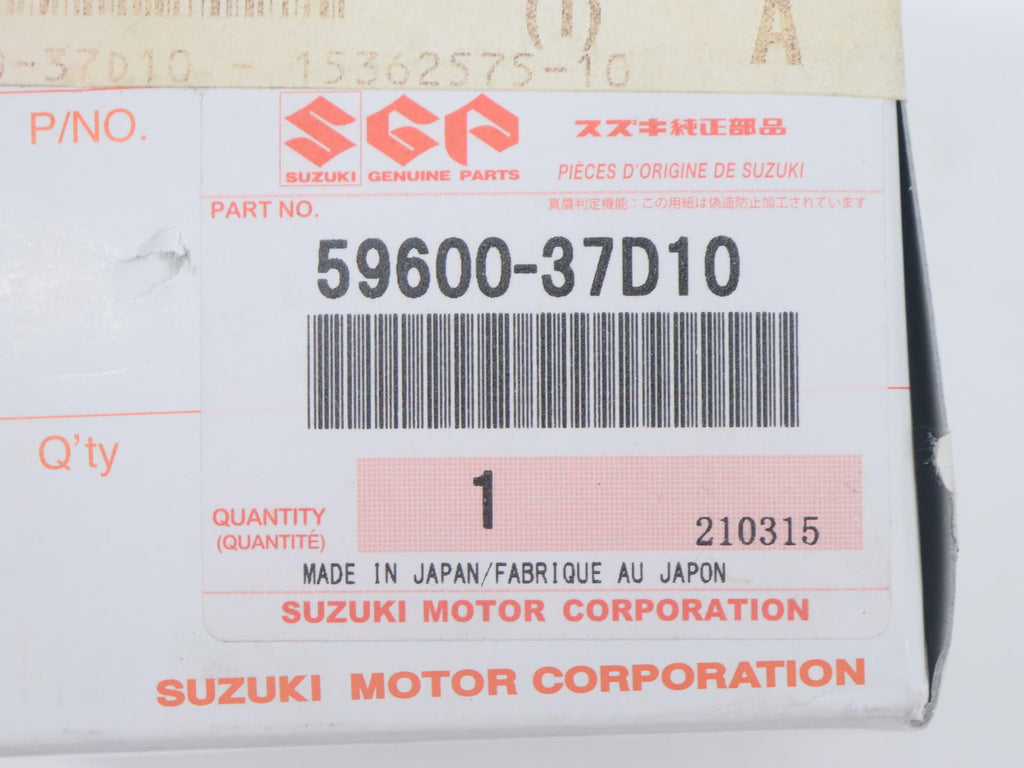 (1) A
-37D10 - 15362575-10
P/NO.
SGP
SUZUKI GENUINE PARTS
スズキ純正部品
PIÈCES D'ORIGINE DE SUZUKI
PART NO.
真贋判定機能：この用紙は偽造防止加工されています
59600-37D10
Q'ty
QUANTITY
(QUANTITÉ)
1
210315
MADE IN JAPAN/FABRIQUE AU JAPON
SUZUKI MOTOR CORPORATION
SUZUKI MOTOR CORPORATION